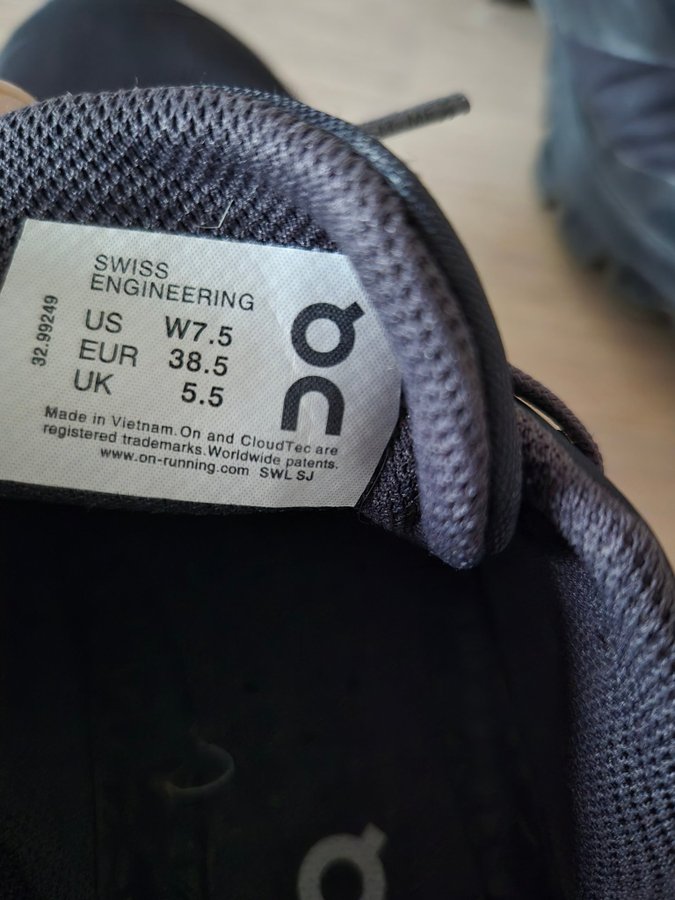 SWISS
ENGINEERING
US W7.5
EUR 38.5
UK 5.5
32.99249
On
Made in Vietnam.On and CloudTec are
registered trademarks.Worldwide patents.
www.on-running.com SWL SJ